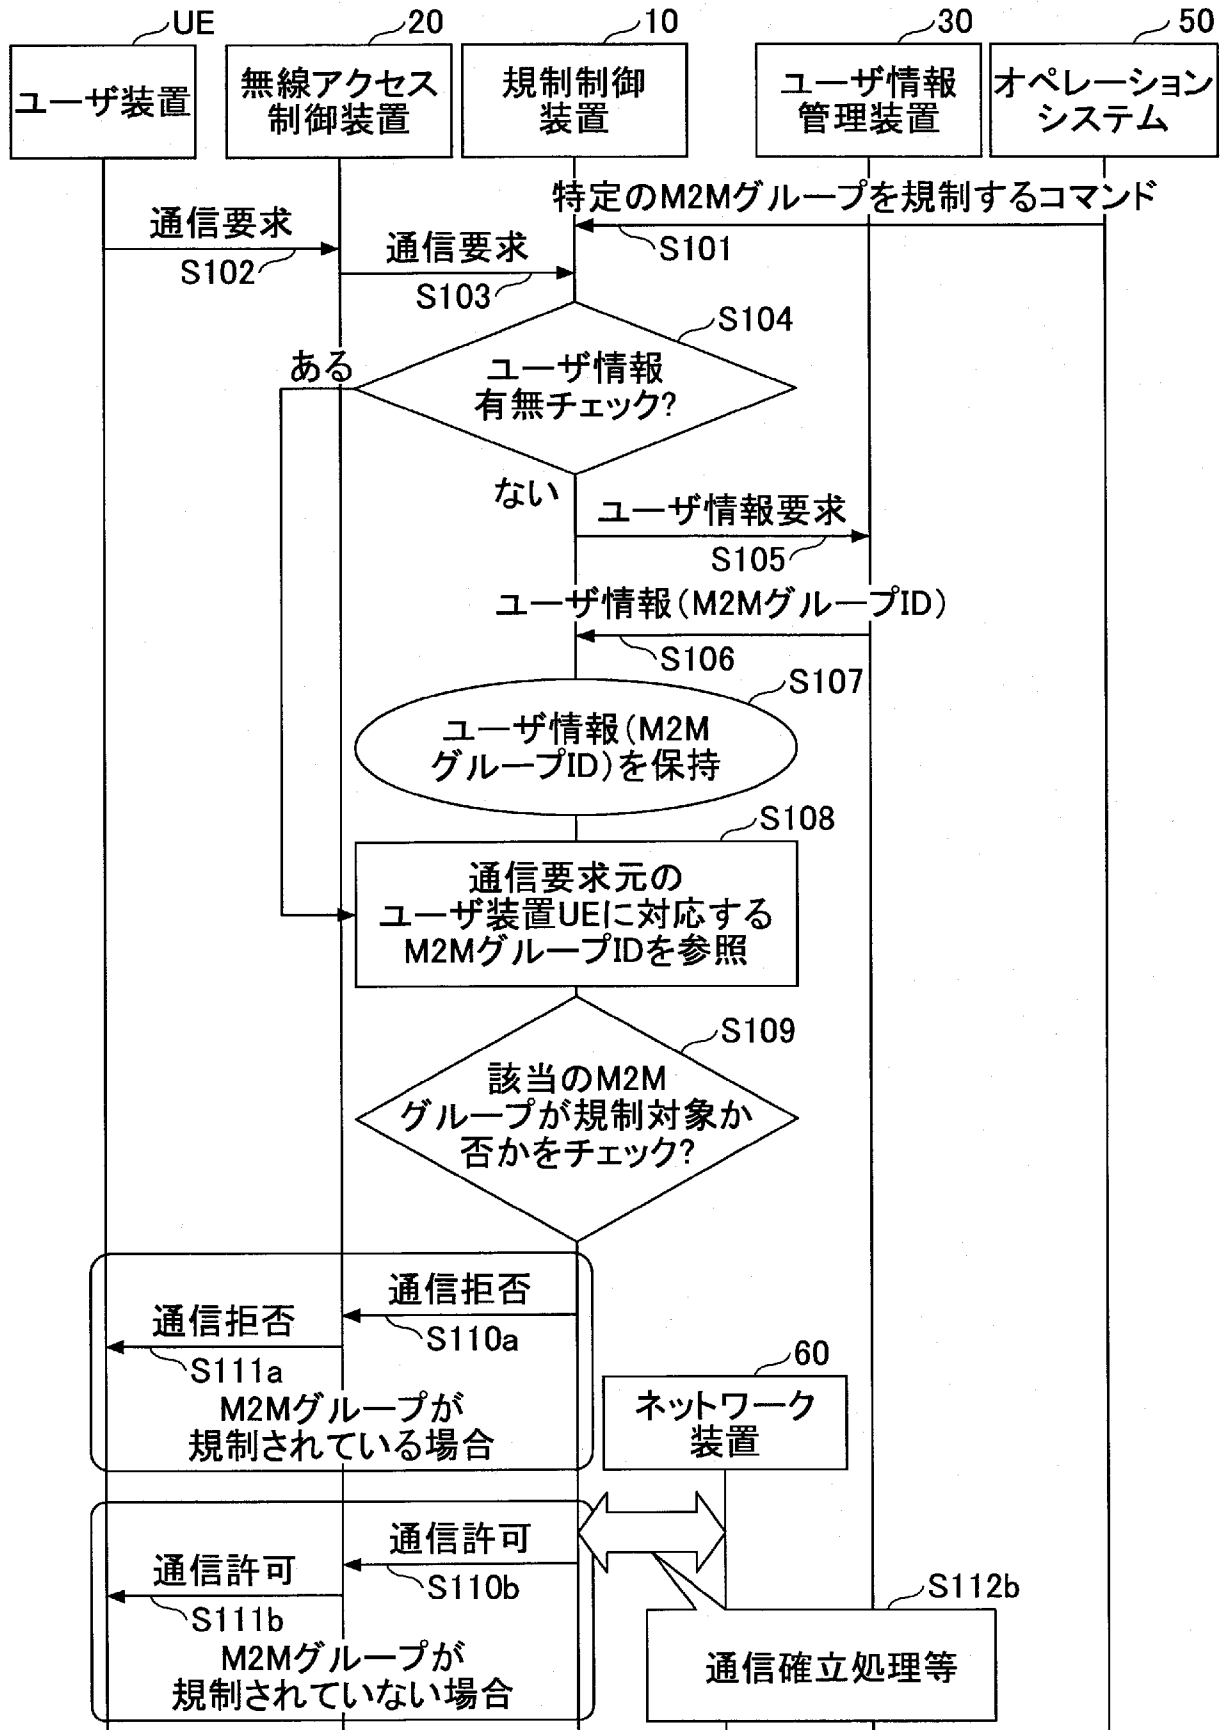 UE
20
10
30
50
ユーザ装置
無線アクセス
制御装置
規制制御
装置
ユーザ情報
管理装置
オペレーション
システム
特定のM2Mグループを規制するコマンド
S101
通信要求
S102
通信要求
S103
S104
ユーザ情報
有無チェック?
ある
ない
ユーザ情報要求
S105
ユーザ情報(M2MグループID)
S106
S107
ユーザ情報(M2M
グループID)を保持
S108
通信要求元の
ユーザ装置UEに対応する
M2MグループIDを参照
S109
該当のM2M
グループが規制対象か
否かをチェック?
通信拒否
S110a
通信拒否
S111a
M2Mグループが
規制されている場合
60
ネットワーク
装置
通信許可
S110b
通信許可
S111b
M2Mグループが
規制されていない場合
S112b
通信確立処理等